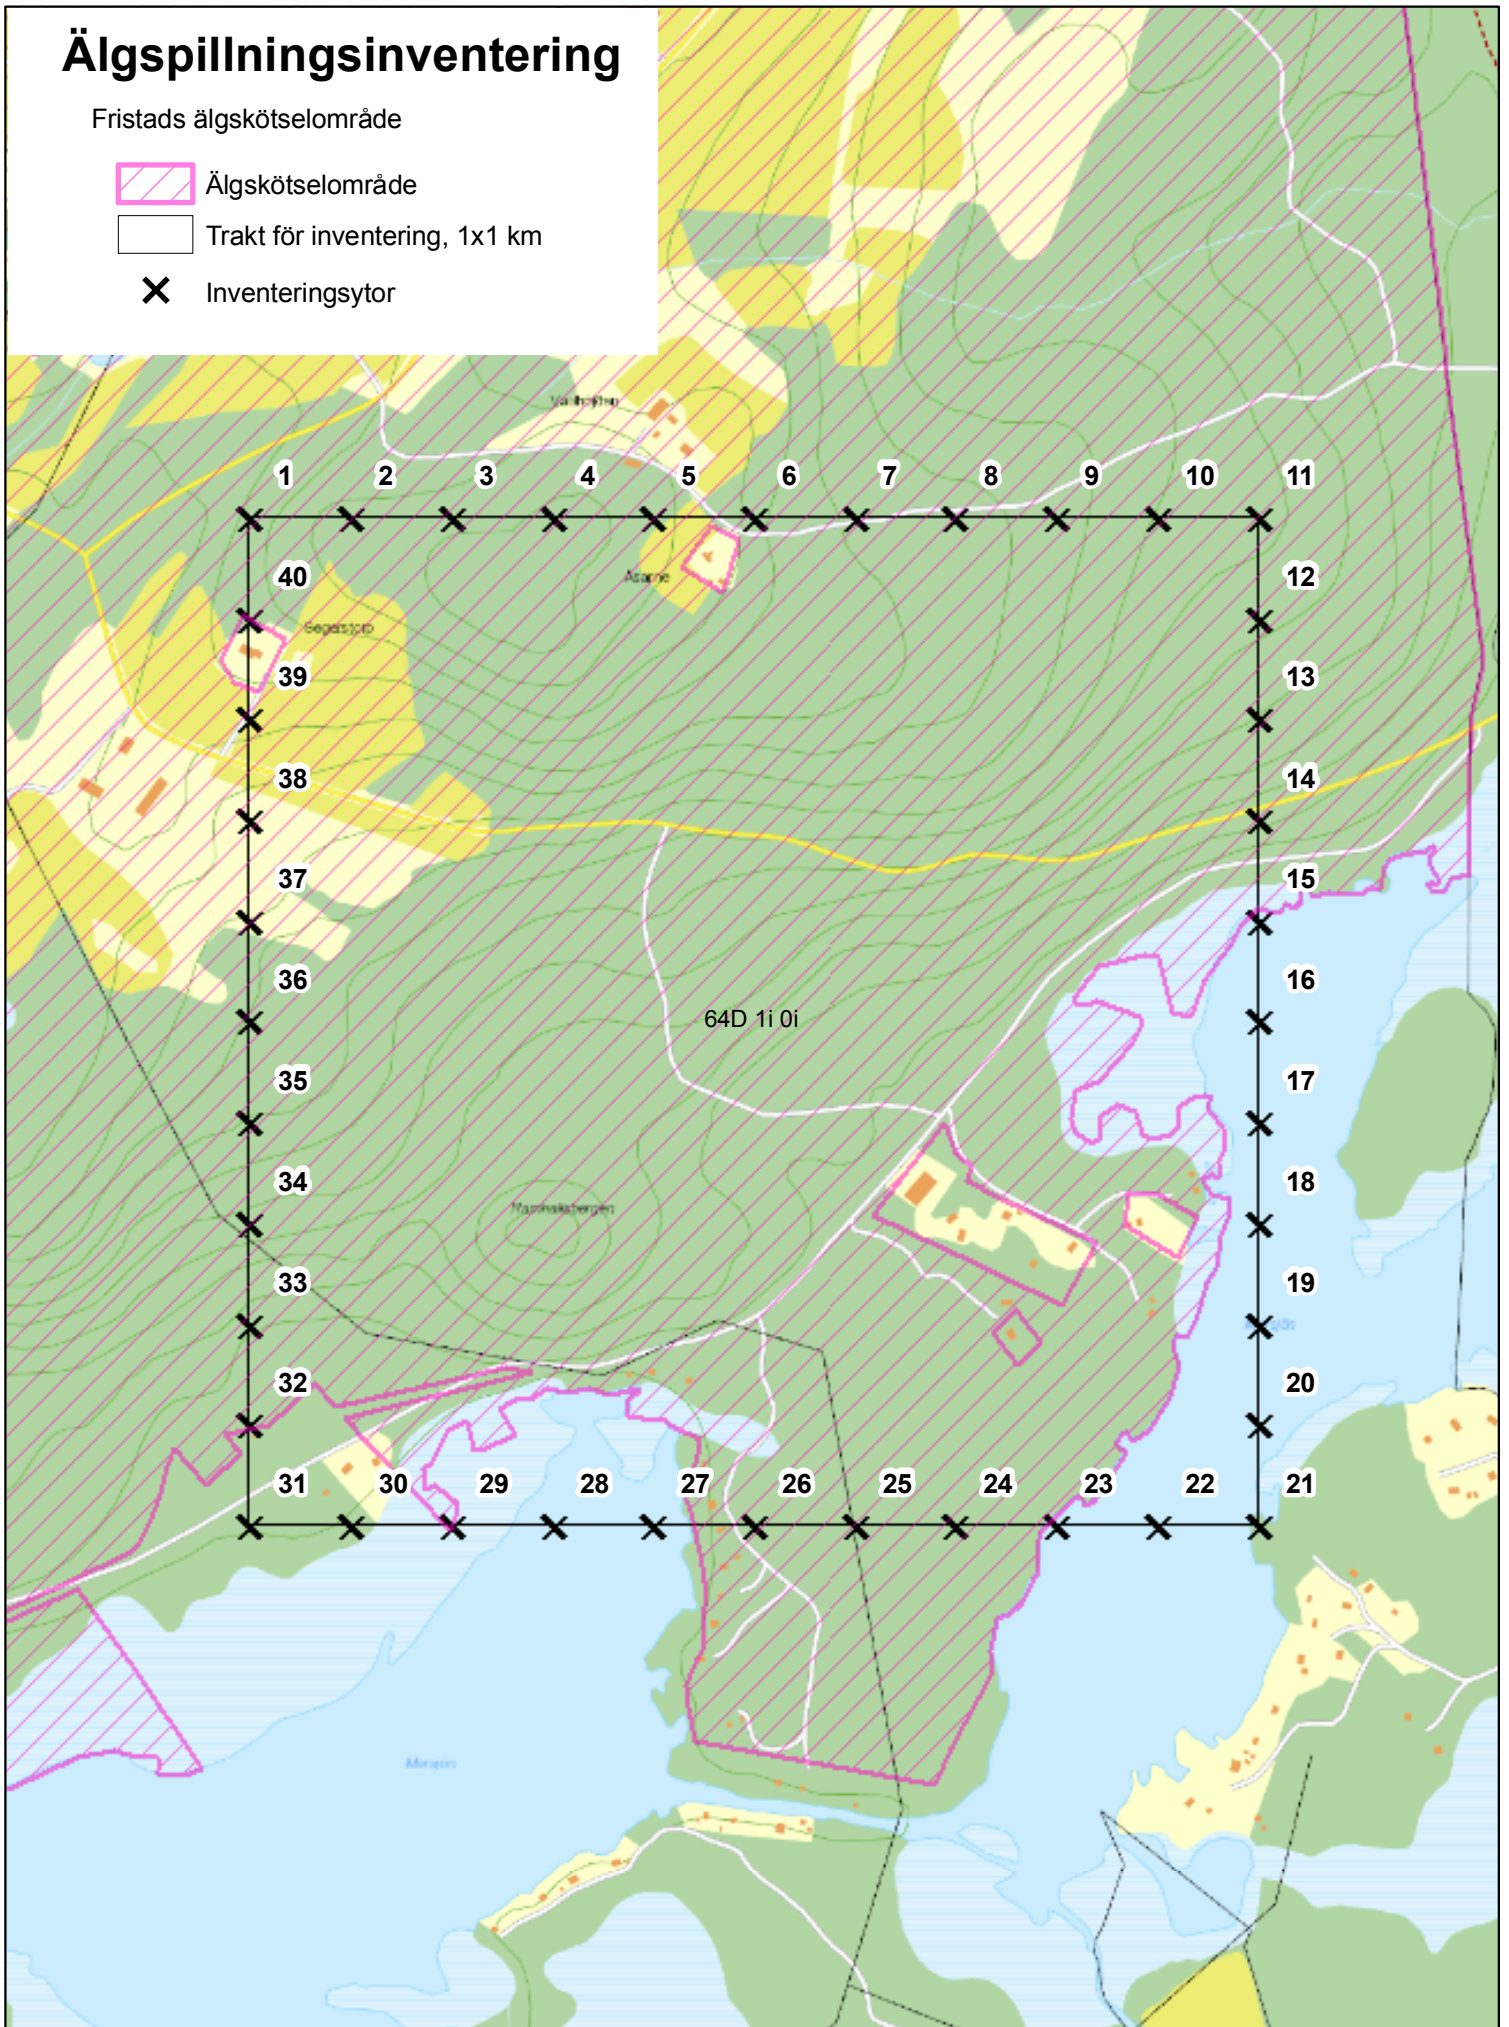 Älgspillningsinventering
Fristads älgskötselområde
Älgskötselområde
Trakt för inventering, 1x1 km
Inventeringsytor
1 2 3 4 5 6 7 8 9 10 11
Åsarne
40 12
Segerstorp
39 13
38 14
37 15
36 16
64D 1i 0i
35 17
34 18
33 19
32 20
31 30 29 28 27 26 25 24 23 22 21